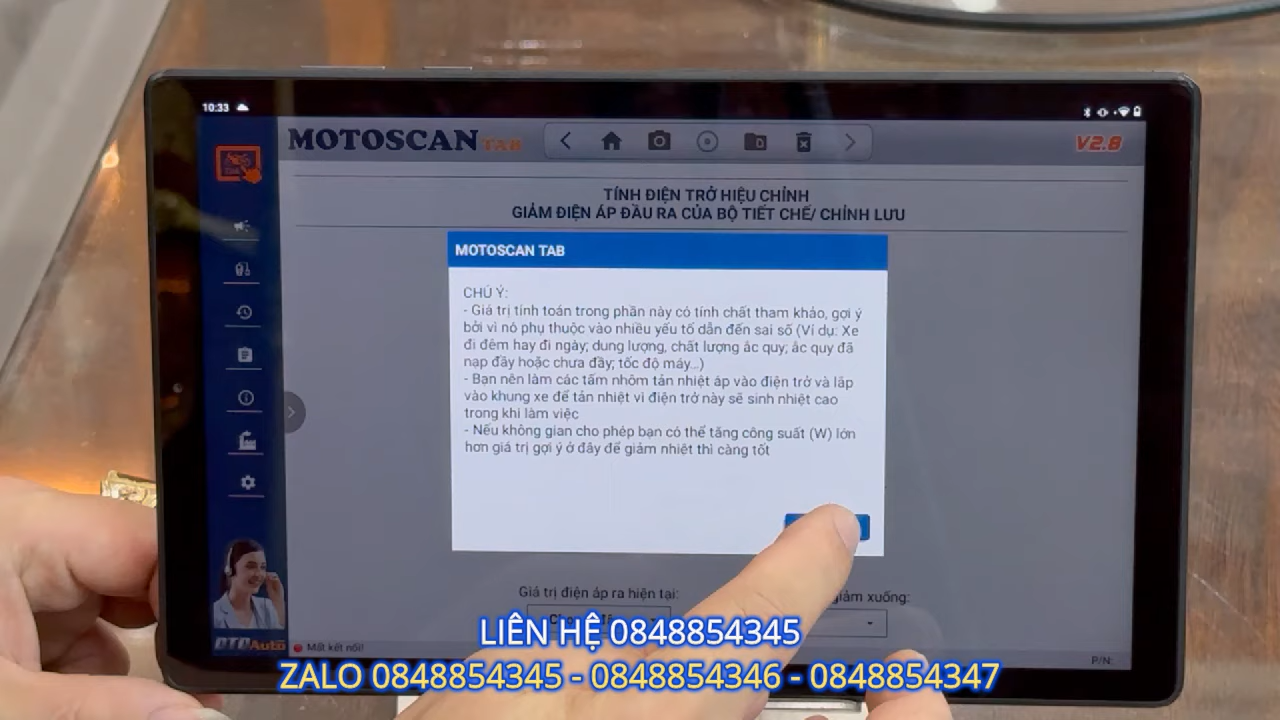 10:33
MOTOSCAN TAB
V2.8
TÍNH ĐIỆN TRỞ HIỆU CHỈNH
GIẢM ĐIỆN ÁP ĐẦU RA CỦA BỘ TIẾT CHẾ/ CHỈNH LƯU
MOTOSCAN TAB
CHÚ Ý:
- Giá trị tính toán trong phần này có tính chất tham khảo, gợi ý
bởi vì nó phụ thuộc vào nhiều yếu tố dẫn đến sai số (Ví dụ: Xe
đi đêm hay đi ngày; dung lượng, chất lượng ắc quy; ắc quy đã
nạp đầy hoặc chưa đầy; tốc độ máy...)
- Bạn nên làm các tấm nhôm tản nhiệt áp vào điện trở và lắp
vào khung xe để tản nhiệt vì điện trở này sẽ sinh nhiệt cao
trong khi làm việc
- Nếu không gian cho phép bạn có thể tăng công suất (W) lớn
hơn giá trị gợi ý ở đây để giảm nhiệt thì càng tốt
Giá trị điện áp ra hiện tại:
giảm xuống:
OTOAuto
Mất kết nối!
P/N:
LIÊN HỆ 0848854345
ZALO 0848854345 - 0848854346 - 0848854347